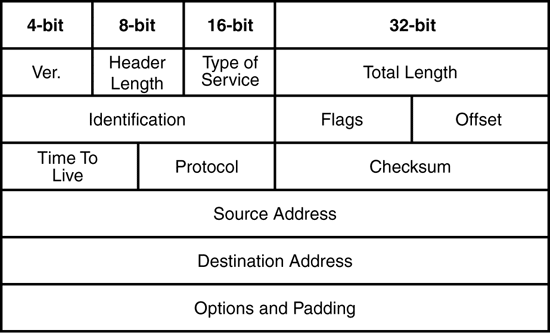 4-bit 8-bit 16-bit 32-bit
Ver. Header Length Type of Service Total Length
Identification Flags Offset
Time To Live Protocol Checksum
Source Address
Destination Address
Options and Padding